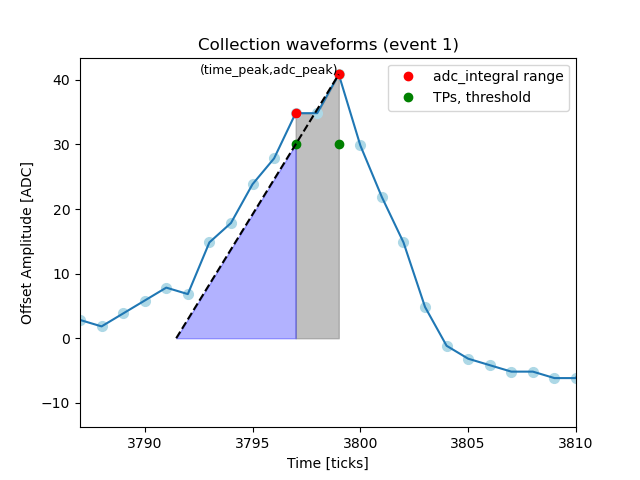 Collection waveforms (event 1)
(time_peak,adc_peak)
adc_integral range
TPs, threshold
Offset Amplitude [ADC]
40
30
20
10
0
−10
3790
3795
3800
3805
3810
Time [ticks]